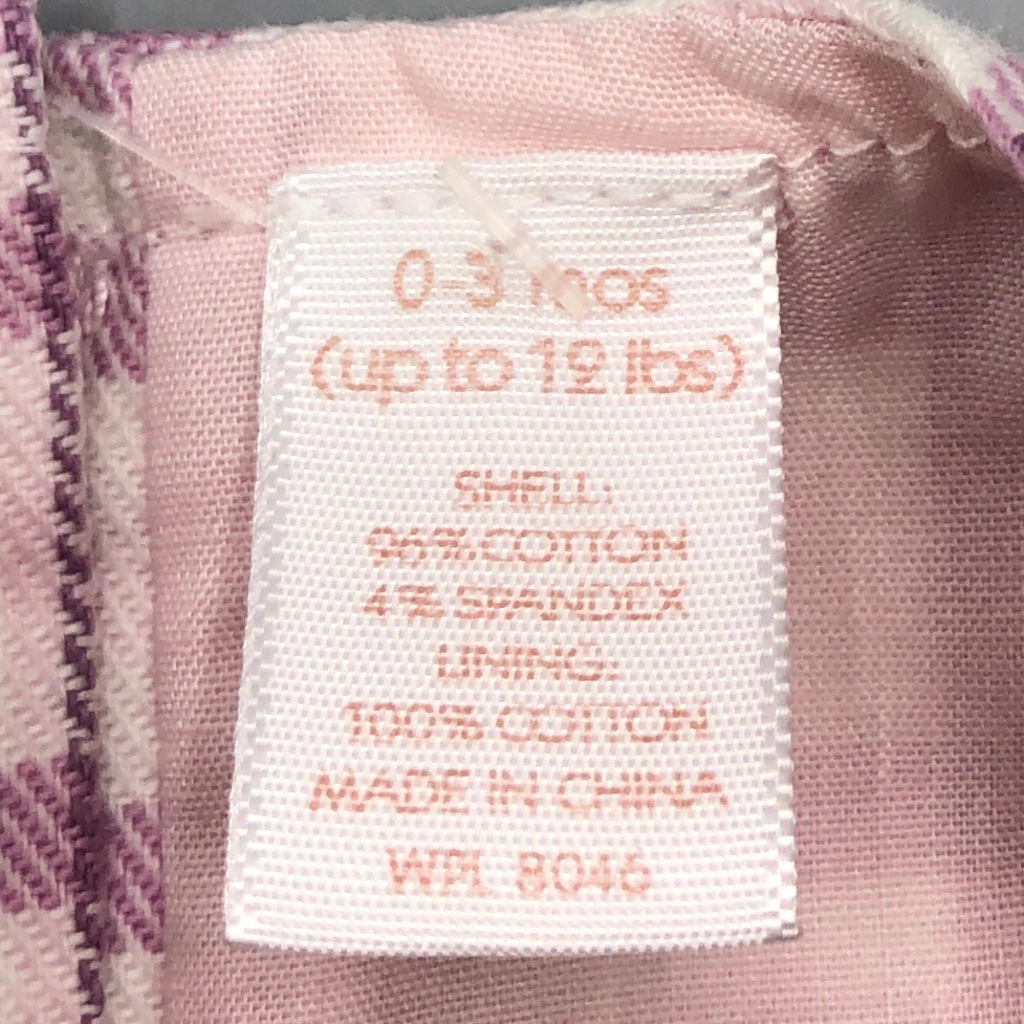 0-3 mos
(up to 12 lbs)
SHELL:
96% COTTON
4% SPANDEX
LINING:
100% COTTON
MADE IN CHINA
WPL 8046